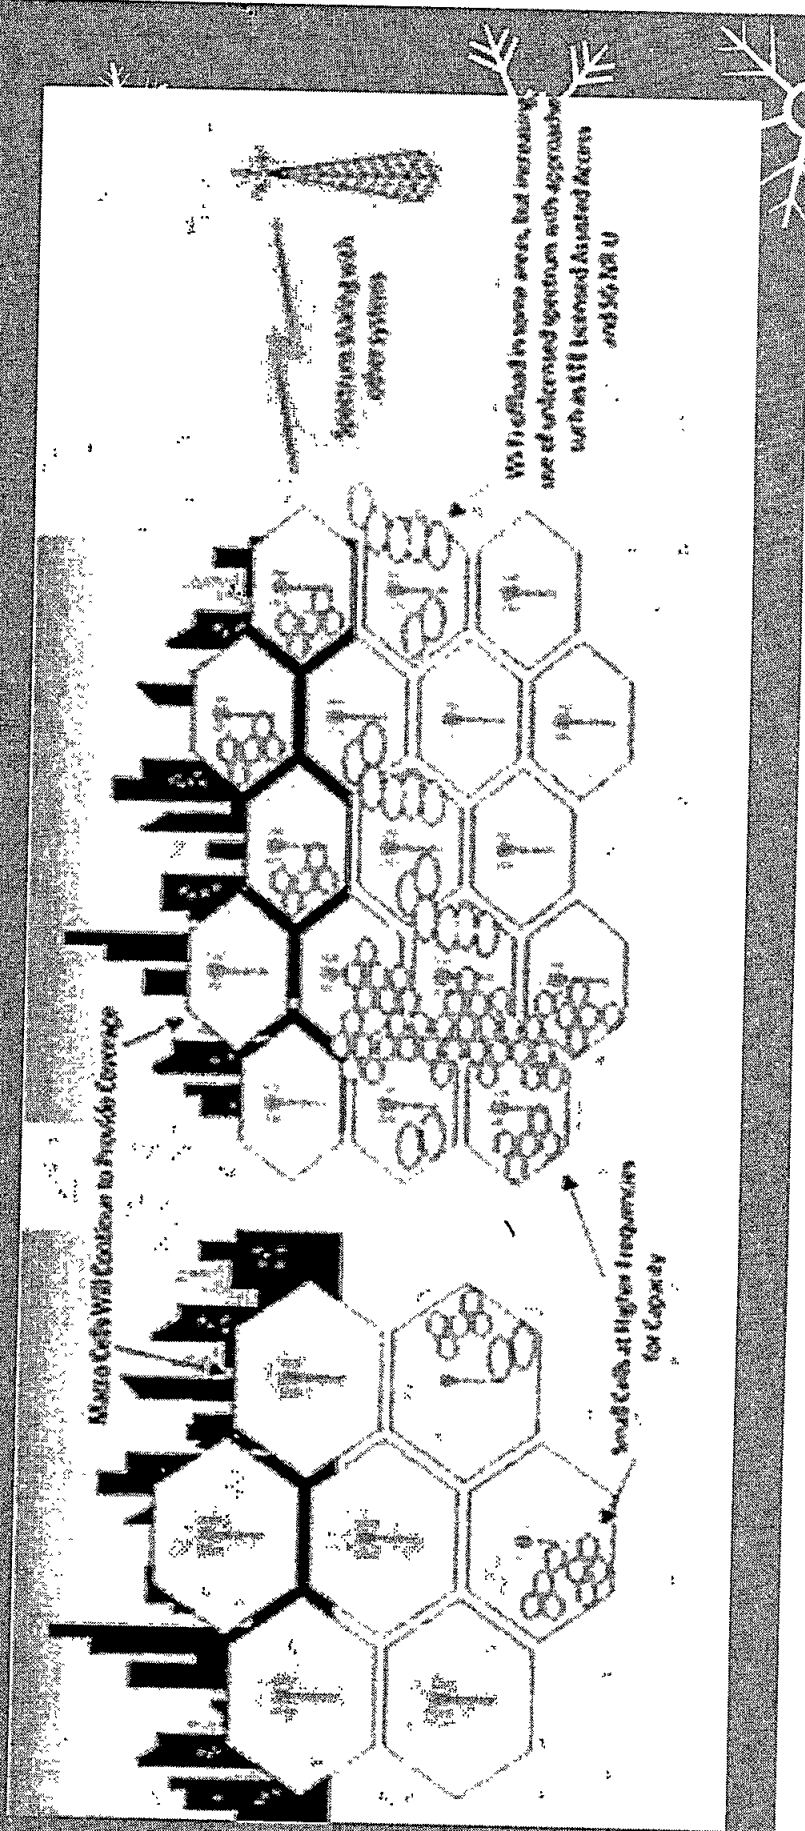 Macro Cells Will Continue to Provide Coverage
Small Cells at Higher Frequencies
for Capacity
Spectrum sharing with
other systems
Wi-Fi offload in some areas, but increasing
use of unlicensed spectrum with approaches
such as LTE Licensed Assisted Access
and 5G NR-U